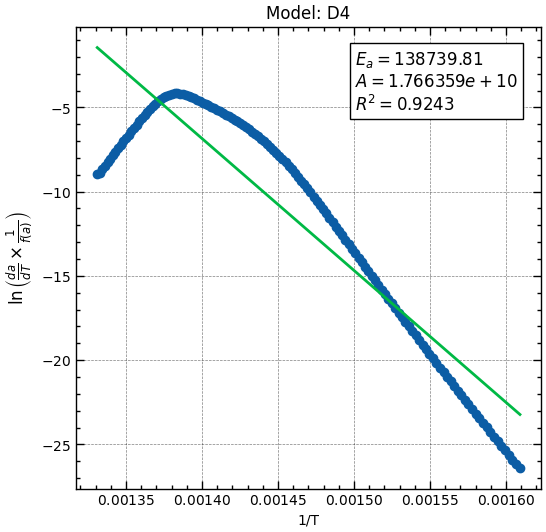 Model: D4
E_a = 138739.81
A = 1.766359e + 10
R^2 = 0.9243
ln (da/dT × 1/f(a))
−5
−10
−15
−20
−25
0.00135 0.00140 0.00145 0.00150 0.00155 0.00160
1/T